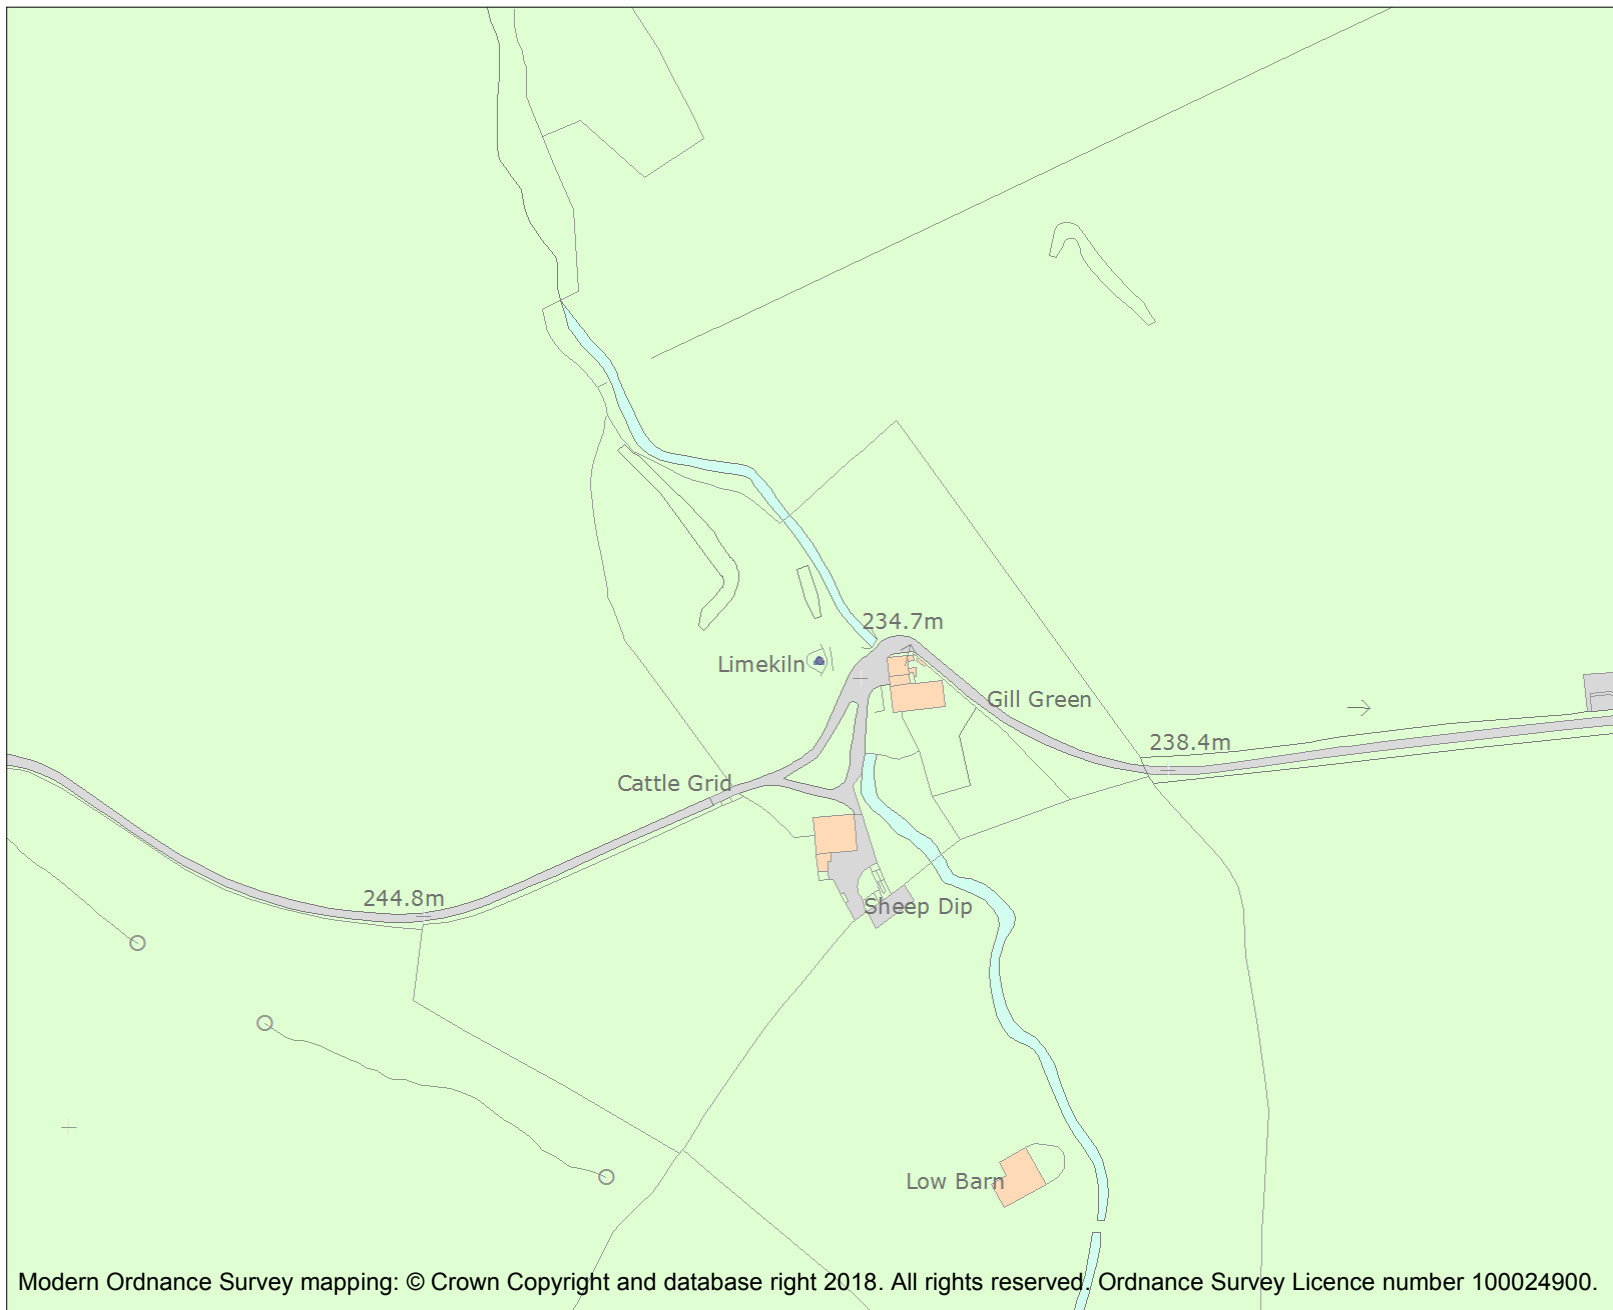 234.7m
Limekiln
Gill Green
238.4m
Cattle Grid
244.8m
Sheep Dip
Low Barn
Modern Ordnance Survey mapping: © Crown Copyright and database right 2018. All rights reserved. Ordnance Survey Licence number 100024900.